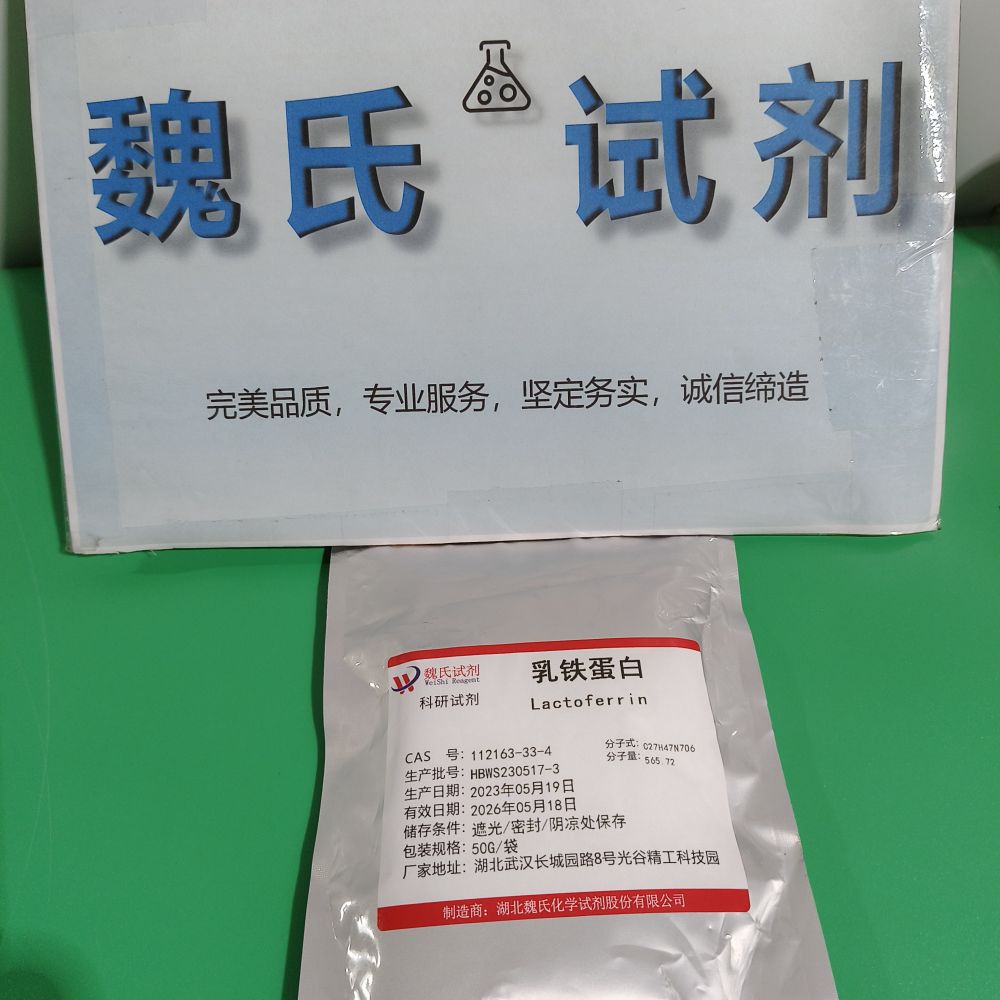 魏氏 试剂
完美品质，专业服务，坚定务实，诚信缔造
魏氏试剂
WeiShi Reagent
科研试剂
乳铁蛋白
Lactoferrin
CAS 号：112163-33-4
分子式：C27H47N7O6
分子量：565.72
生产批号：HBWS230517-3
生产日期：2023年05月19日
有效日期：2026年05月18日
储存条件：遮光/密封/阴凉处保存
包装规格：50G/袋
厂家地址：湖北武汉长城园路8号光谷精工科技园
制造商：湖北魏氏化学试剂股份有限公司